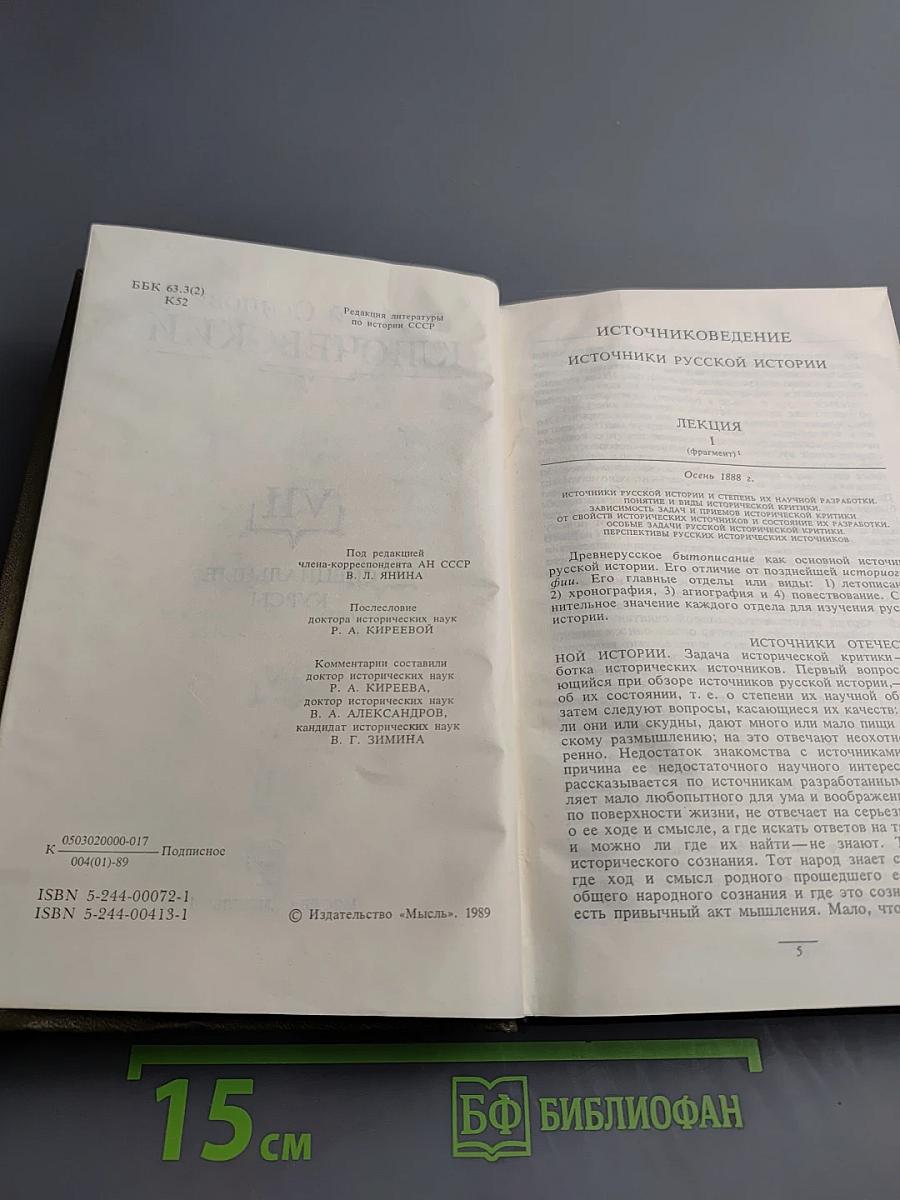 ББК 63.3(2)
К52
Редакция литературы
по истории СССР
Под редакцией
члена-корреспондента АН СССР
В. Л. ЯНИНА
Послесловие
доктора исторических наук
Р. А. КИРЕЕВОЙ
Комментарии составили
доктор исторических наук
Р. А. КИРЕЕВА,
доктор исторических наук
В. А. АЛЕКСАНДРОВ,
кандидат исторических наук
В. Г. ЗИМИНА
К 0503020000-017 Подписное
004(01)-89
ISBN 5-244-00072-1
ISBN 5-244-00413-1
© Издательство «Мысль». 1989
ИСТОЧНИКОВЕДЕНИЕ
ИСТОЧНИКИ РУССКОЙ ИСТОРИИ
ЛЕКЦИЯ
I
(фрагмент)¹
Осень 1888 г.
ИСТОЧНИКИ РУССКОЙ ИСТОРИИ И СТЕПЕНЬ ИХ НАУЧНОЙ РАЗРАБОТКИ.
ПОНЯТИЕ И ВИДЫ ИСТОРИЧЕСКОЙ КРИТИКИ.
ЗАВИСИМОСТЬ ЗАДАЧ И ПРИЕМОВ ИСТОРИЧЕСКОЙ КРИТИКИ
ОТ СВОЙСТВ ИСТОРИЧЕСКИХ ИСТОЧНИКОВ И СОСТОЯНИЕ ИХ РАЗРАБОТКИ.
ОСОБЫЕ ЗАДАЧИ РУССКОЙ ИСТОРИЧЕСКОЙ КРИТИКИ.
ПЕРСПЕКТИВЫ РУССКИХ ИСТОРИЧЕСКИХ ИСТОЧНИКОВ
Древнерусское бытописание как основной источни
русской истории. Его отличие от позднейшей историог
фии. Его главные отделы или виды: 1) летописан
2) хронография, 3) агиография и 4) повествование. С
нительное значение каждого отдела для изучения рус
истории.
ИСТОЧНИКИ ОТЕЧЕС
НОЙ ИСТОРИИ. Задача исторической критики—
ботка исторических источников. Первый вопрос
ющийся при обзоре источников русской истории,—
об их состоянии, т. е. о степени их научной об
затем следуют вопросы, касающиеся их качеств:
ли они или скудны, дают много или мало пищи
скому размышлению; на это отвечают неохотн
ренно. Недостаток знакомства с источниками
причина ее недостаточного научного интерес
рассказывается по источникам разработанным
ляет мало любопытного для ума и воображени
по поверхности жизни, не отвечает на серьез
о ее ходе и смысле, а где искать ответов на та
и можно ли где их найти—не знают. Т
исторического сознания. Тот народ знает с
где ход и смысл родного прошедшего е
общего народного сознания и где это созн
есть привычный акт мышления. Мало, что
5
15 см
БФ БИБЛИОФАН